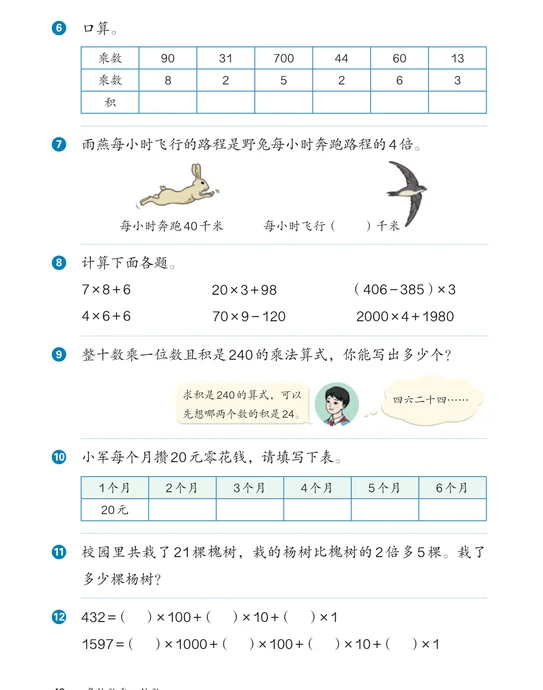 6 口算。
乘数 90 31 700 44 60 13
乘数 8 2 5 2 6 3
积
7 雨燕每小时飞行的路程是野兔每小时奔跑路程的4倍。
每小时奔跑40千米 每小时飞行（ ）千米
8 计算下面各题。
7×8+6 20×3+98 （406－385）×3
4×6+6 70×9－120 2000×4+1980
9 整十数乘一位数且积是240的乘法算式，你能写出多少个？
求积是240的算式，可以
先想哪两个数的积是24。
四六二十四……
10 小军每个月攒20元零花钱，请填写下表。
1个月 2个月 3个月 4个月 5个月 6个月
20元
11 校园里共栽了21棵槐树，栽的杨树比槐树的2倍多5棵。栽了
多少棵杨树？
12 432=（ ）×100+（ ）×10+（ ）×1
1597=（ ）×1000+（ ）×100+（ ）×10+（ ）×1